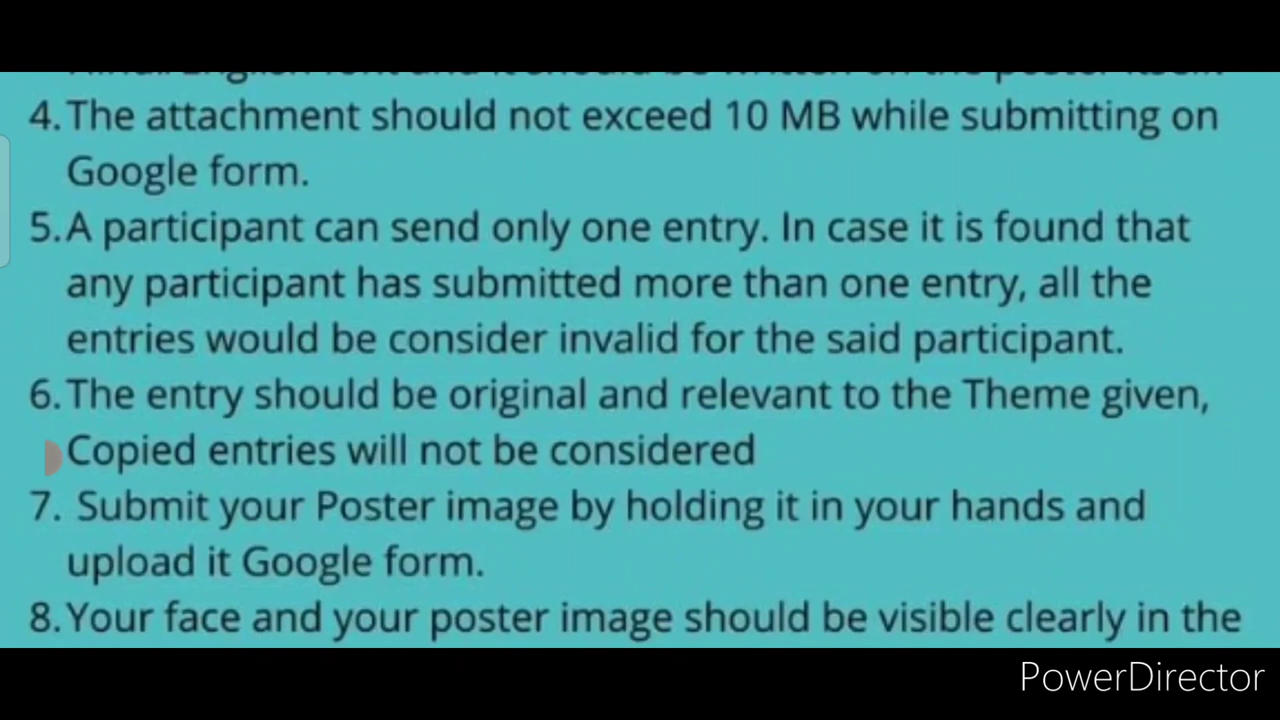 4. The attachment should not exceed 10 MB while submitting on
Google form.
5. A participant can send only one entry. In case it is found that
any participant has submitted more than one entry, all the
entries would be consider invalid for the said participant.
6. The entry should be original and relevant to the Theme given,
Copied entries will not be considered
7. Submit your Poster image by holding it in your hands and
upload it Google form.
8. Your face and your poster image should be visible clearly in the
PowerDirector